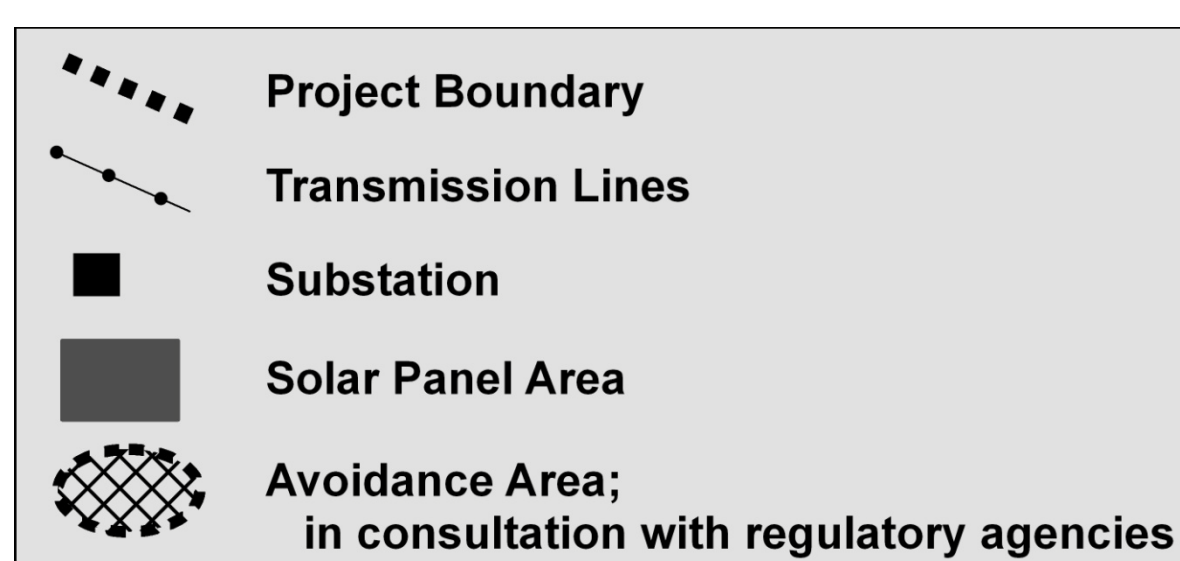 Project Boundary
Transmission Lines
Substation
Solar Panel Area
Avoidance Area;
in consultation with regulatory agencies